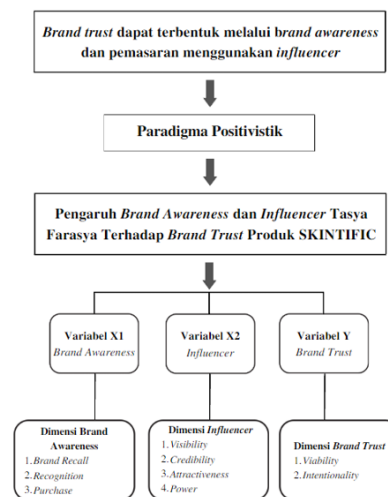 Brand trust dapat terbentuk melalui brand awareness
dan pemasaran menggunakan influencer
Paradigma Positivistik
Pengaruh Brand Awareness dan Influencer Tasya
Farasya Terhadap Brand Trust Produk SKINTIFIC
Variabel X1
Brand Awareness
Variabel X2
Influencer
Variabel Y
Brand Trust
Dimensi Brand
Awareness
1.Brand Recall
2.Recognition
3.Purchase
Dimensi Influencer
1.Visibility
2.Credibility
3.Attractiveness
4.Power
Dimensi Brand Trust
1.Viability
2.Intentionality